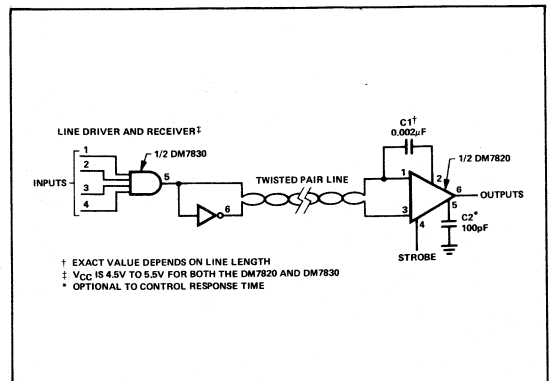 LINE DRIVER AND RECEIVER‡
1/2 DM7830
INPUTS
1
2
3
4
5
6
TWISTED PAIR LINE
C1†
0.002µF
1/2 DM7820
1
2
3
4
5
6
OUTPUTS
C2*
100pF
STROBE
† EXACT VALUE DEPENDS ON LINE LENGTH
‡ VCC IS 4.5V TO 5.5V FOR BOTH THE DM7820 AND DM7830
* OPTIONAL TO CONTROL RESPONSE TIME